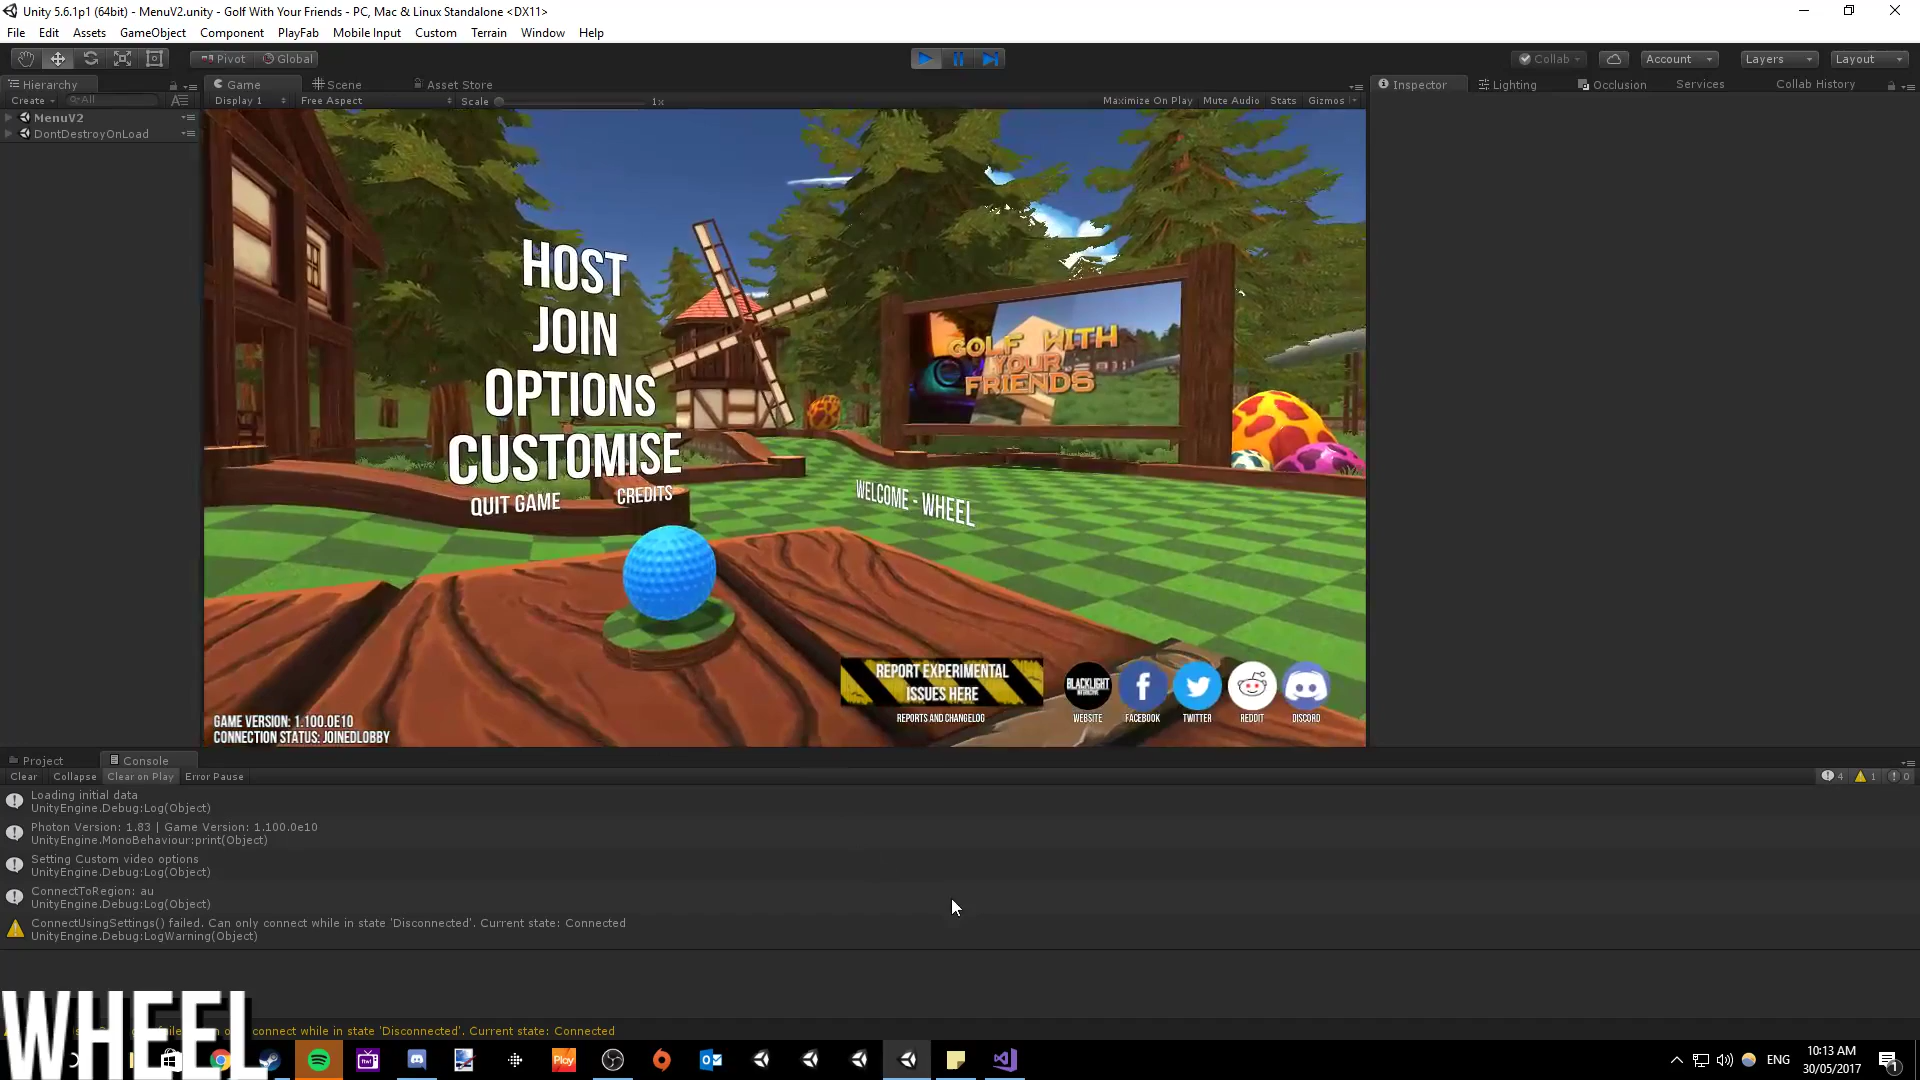 Unity 5.6.1p1 (64bit) - MenuV2.unity - Golf With Your Friends - PC, Mac & Linux Standalone <DX11>
File Edit Assets GameObject Component PlayFab Mobile Input Custom Terrain Window Help
Pivot Global Collab Account Layers Layout
Hierarchy Game Scene Asset Store Inspector Lighting Occlusion Services Collab History
Create All Display 1 Free Aspect Scale 1x Maximize On Play Mute Audio Stats Gizmos
MenuV2
DontDestroyOnLoad
HOST
JOIN
OPTIONS
CUSTOMISE
QUIT GAME CREDITS
GOLF WITH
YOUR
FRIENDS
WELCOME - WHEEL
REPORT EXPERIMENTAL
ISSUES HERE
REPORTS AND CHANGELOG
BLACKLIGHT
INTERACTIVE
WEBSITE FACEBOOK TWITTER REDDIT DISCORD
GAME VERSION: 1.100.0E10
CONNECTION STATUS: JOINEDLOBBY
Project Console
Clear Collapse Clear on Play Error Pause 4 1 0
Loading initial data
UnityEngine.Debug:Log(Object)
Photon Version: 1.83 | Game Version: 1.100.0e10
UnityEngine.MonoBehaviour:print(Object)
Setting Custom video options
UnityEngine.Debug:Log(Object)
ConnectToRegion: au
UnityEngine.Debug:Log(Object)
ConnectUsingSettings() failed. Can only connect while in state 'Disconnected'. Current state: Connected
UnityEngine.Debug:LogWarning(Object)
connect while in state 'Disconnected'. Current state: Connected
WHEEL
Play
ENG
10:13 AM
30/05/2017
1